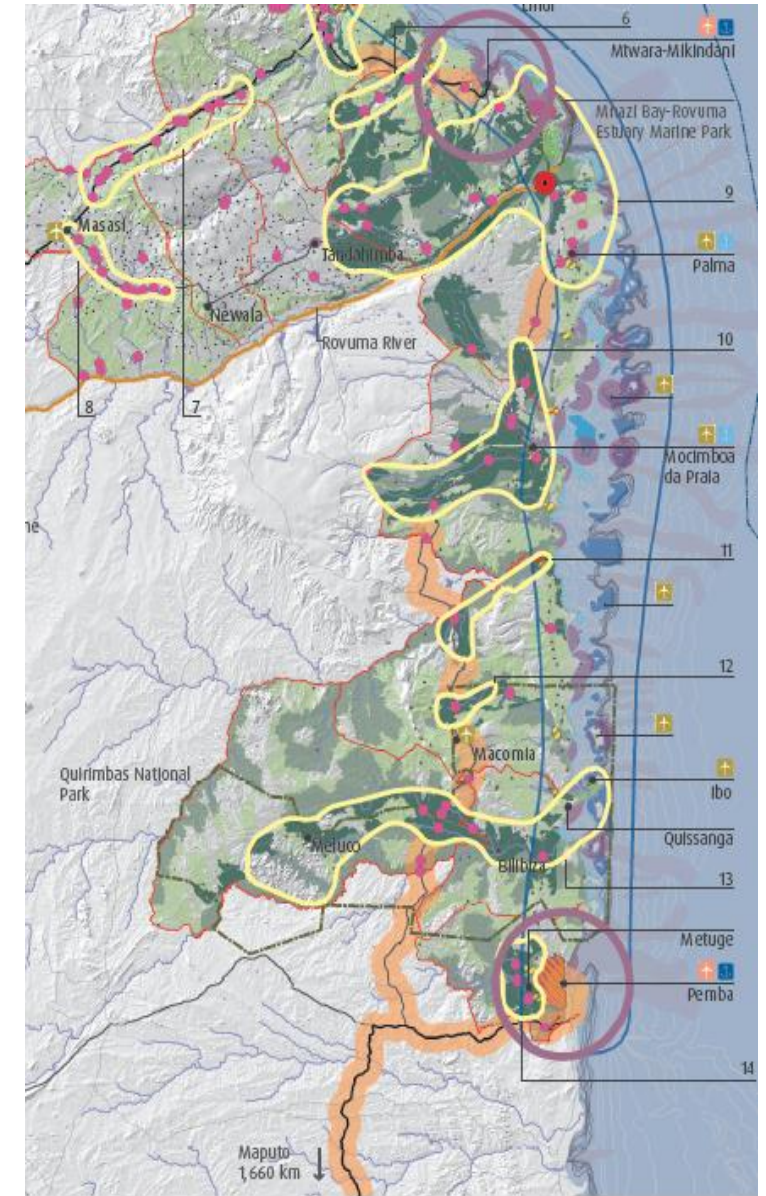 6
Mtwara-Mikindani
Mnazi Bay-Rovuma
Estuary Marine Park
9
Masasi
Tandahimba
Palma
Newala
Rovuma River
10
8
7
Mocimboa
da Praia
11
12
Macomia
Quirimbas National
Park
Ibo
Meluco
Quissanga
Bilibiza
13
Metuge
Pemba
14
Maputo
1,660 km